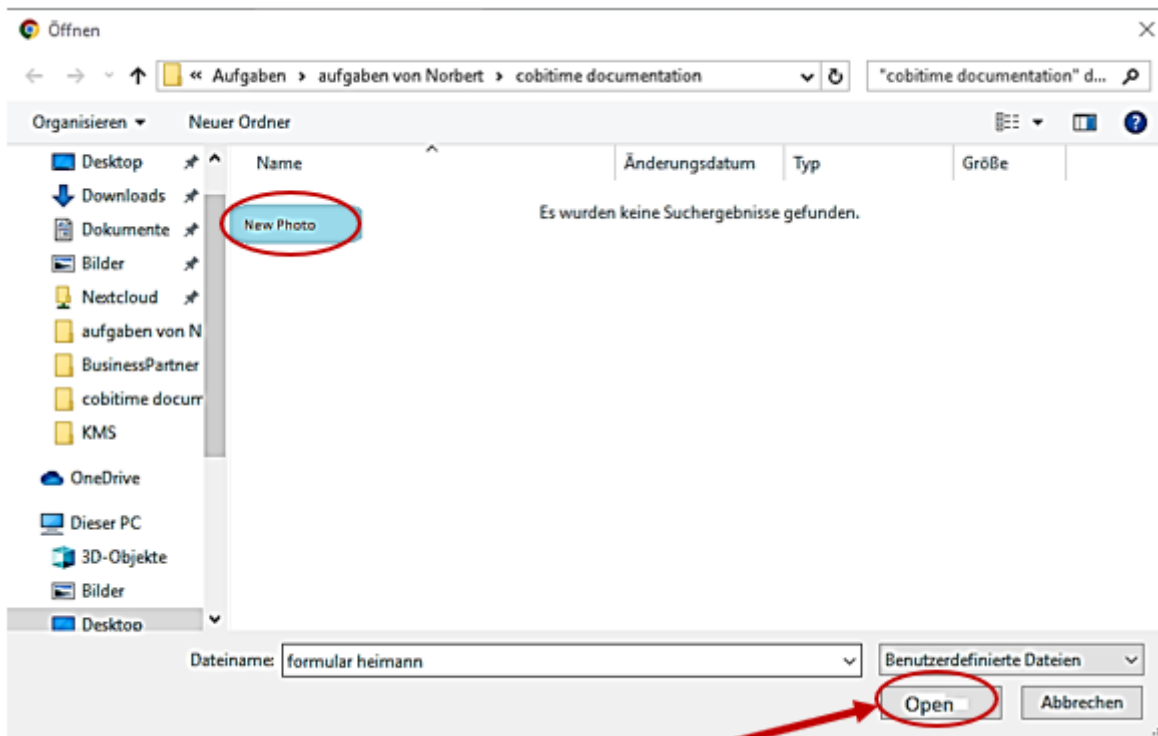 Öffnen
« Aufgaben › aufgaben von Norbert › cobitime documentation
"cobitime documentation" d...
Organisieren
Neuer Ordner
Name
Änderungsdatum
Typ
Größe
Desktop
Downloads
Dokumente
Bilder
Nextcloud
aufgaben von N
BusinessPartner
cobitime docum
KMS
OneDrive
Dieser PC
3D-Objekte
Bilder
Desktop
New Photo
Es wurden keine Suchergebnisse gefunden.
Dateiname: formular heimann
Benutzerdefinierte Dateien
Open
Abbrechen